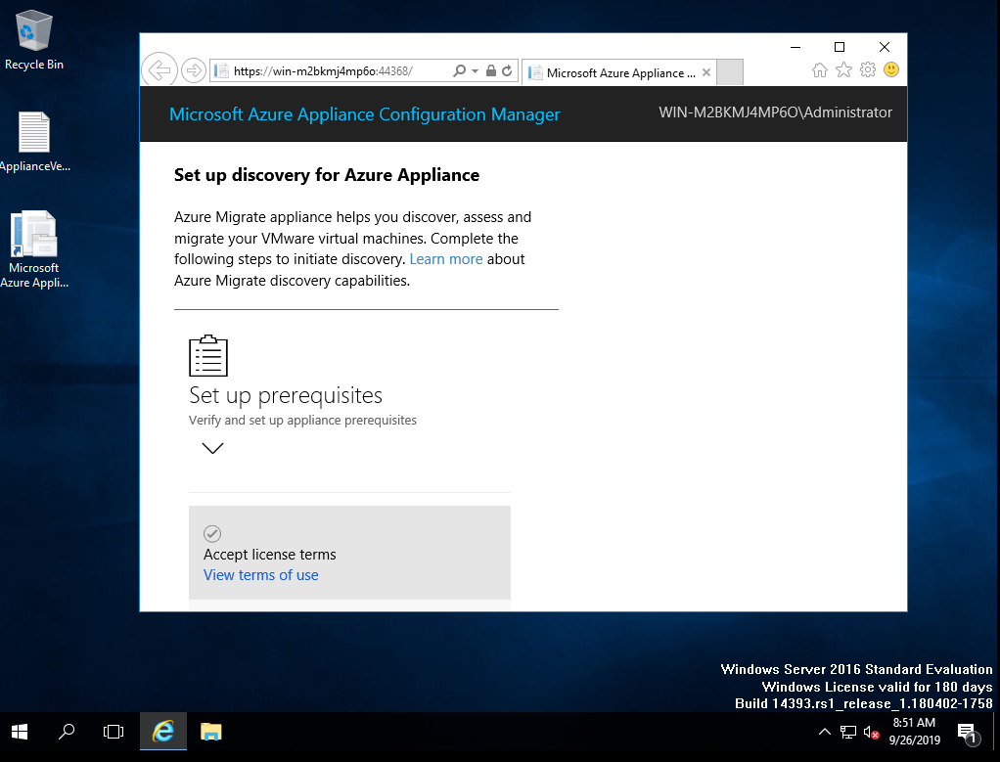 Recycle Bin
ApplianceVe...
Microsoft
Azure Appli...
https://win-m2bkmj4mp6o:44368/
Microsoft Azure Appliance ...
Microsoft Azure Appliance Configuration Manager
WIN-M2BKMJ4MP6O\Administrator
Set up discovery for Azure Appliance
Azure Migrate appliance helps you discover, assess and
migrate your VMware virtual machines. Complete the
following steps to initiate discovery. Learn more about
Azure Migrate discovery capabilities.
Set up prerequisites
Verify and set up appliance prerequisites
Accept license terms
View terms of use
Windows Server 2016 Standard Evaluation
Windows License valid for 180 days
Build 14393.rs1_release_1.180402-1758
8:51 AM
9/26/2019
1